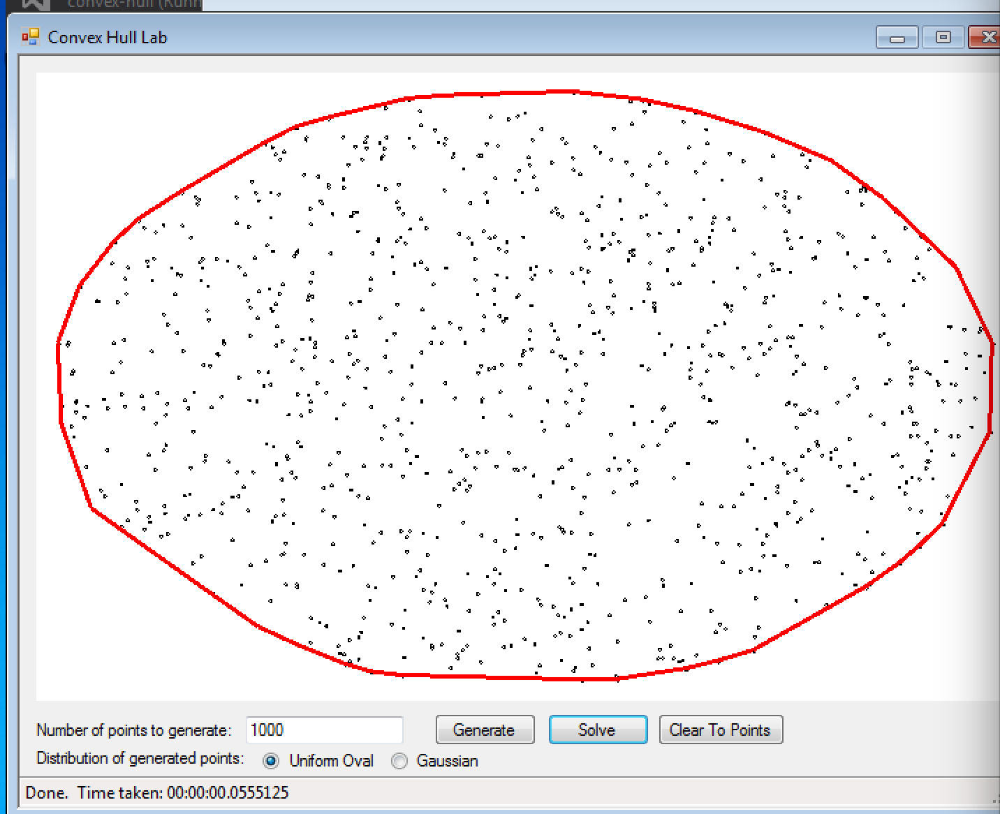 convex-hull (Runn
Convex Hull Lab
Number of points to generate: 1000 Generate Solve Clear To Points
Distribution of generated points: Uniform Oval Gaussian
Done. Time taken: 00:00:00.0555125